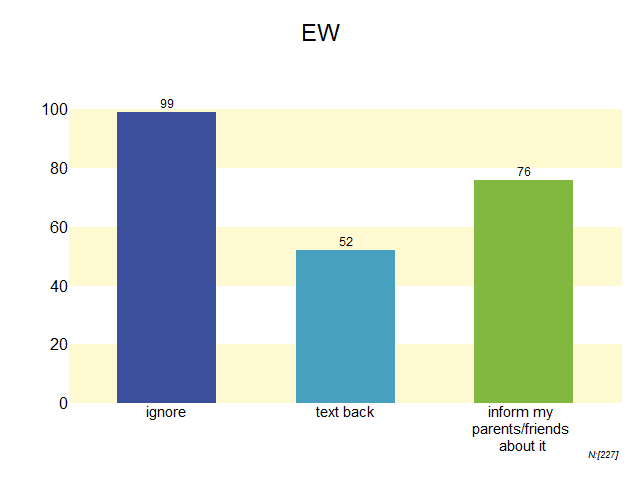 EW
100
80
60
40
20
0
99
52
76
ignore
text back
inform my
parents/friends
about it
N:[227]